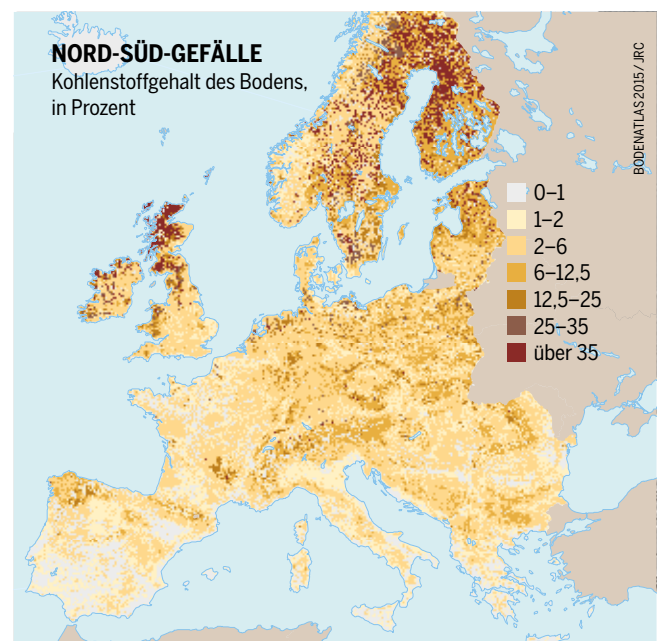 NORD-SÜD-GEFÄLLE
Kohlenstoffgehalt des Bodens,
in Prozent
BODENATLAS 2015 / JRC
0–1
1–2
2–6
6–12,5
12,5–25
25–35
über 35